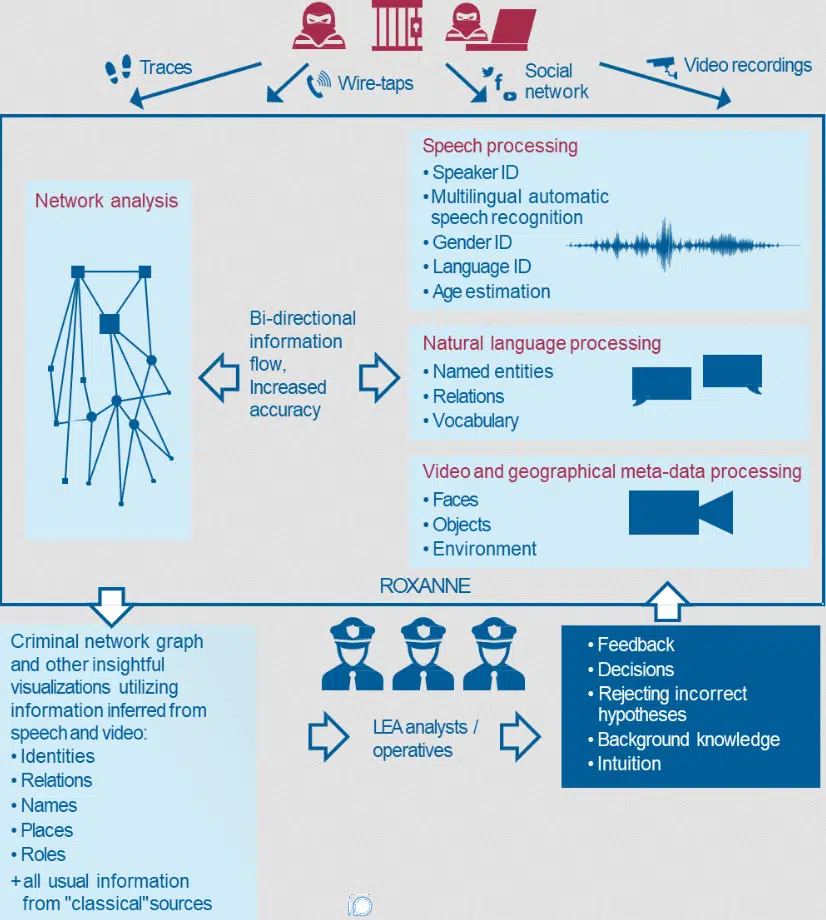 Traces
Wire-taps
Social
network
Video recordings
Network analysis
Bi-directional
information
flow,
Increased
accuracy
Speech processing
• Speaker ID
• Multilingual automatic
speech recognition
• Gender ID
• Language ID
• Age estimation
Natural language processing
• Named entities
• Relations
• Vocabulary
Video and geographical meta-data processing
• Faces
• Objects
• Environment
ROXANNE
Criminal network graph
and other insightful
visualizations utilizing
information inferred from
speech and video:
• Identities
• Relations
• Names
• Places
• Roles
+ all usual information
from "classical" sources
LEA analysts /
operatives
• Feedback
• Decisions
• Rejecting incorrect
hypotheses
• Background knowledge
• Intuition